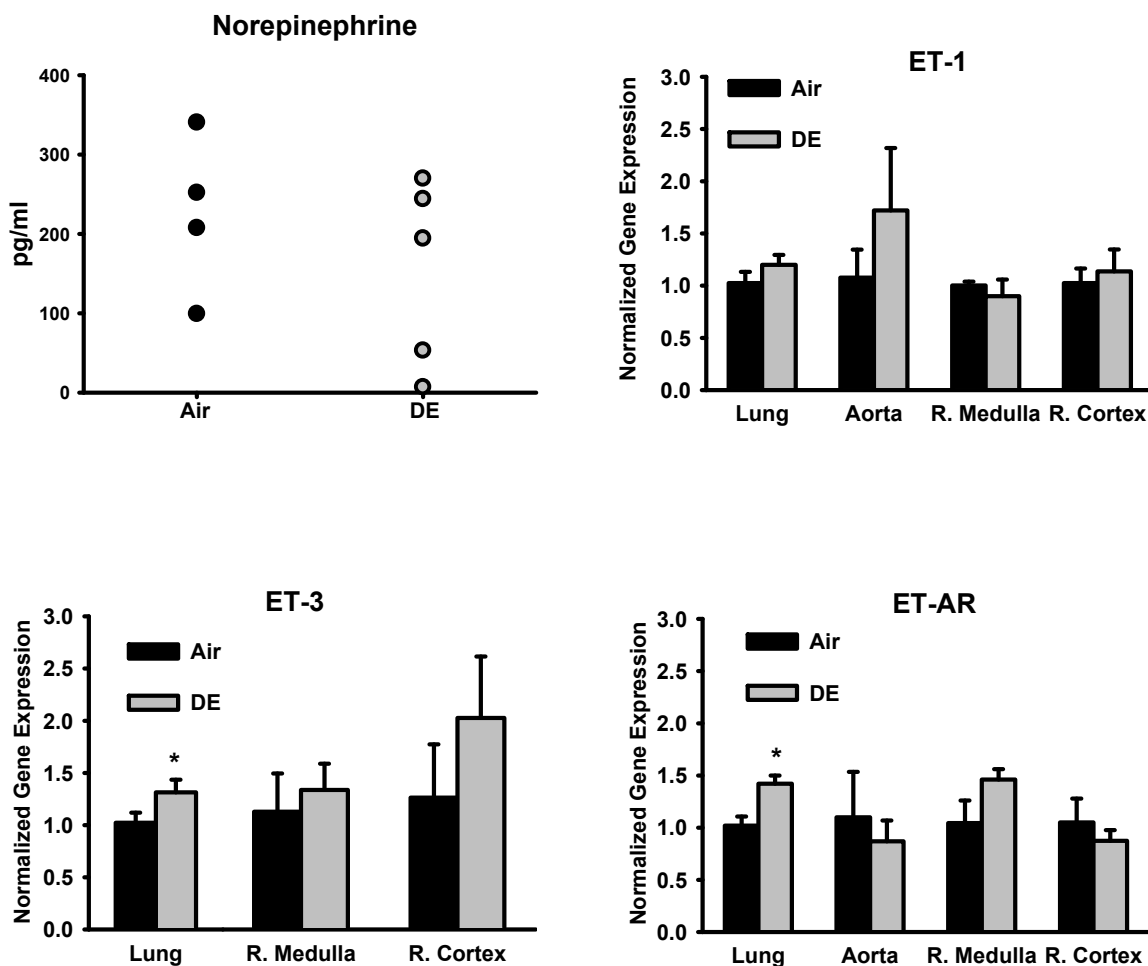 Norepinephrine
pg/ml
400
300
200
100
0
Air
DE
ET-1
Normalized Gene Expression
3.0
2.5
2.0
1.5
1.0
0.5
0.0
Air
DE
Lung Aorta R. Medulla R. Cortex
ET-3
Normalized Gene Expression
3.0
2.5
2.0
1.5
1.0
0.5
0.0
Air
DE
*
Lung R. Medulla R. Cortex
ET-AR
Normalized Gene Expression
3.0
2.5
2.0
1.5
1.0
0.5
0.0
Air
DE
*
Lung Aorta R. Medulla R. Cortex